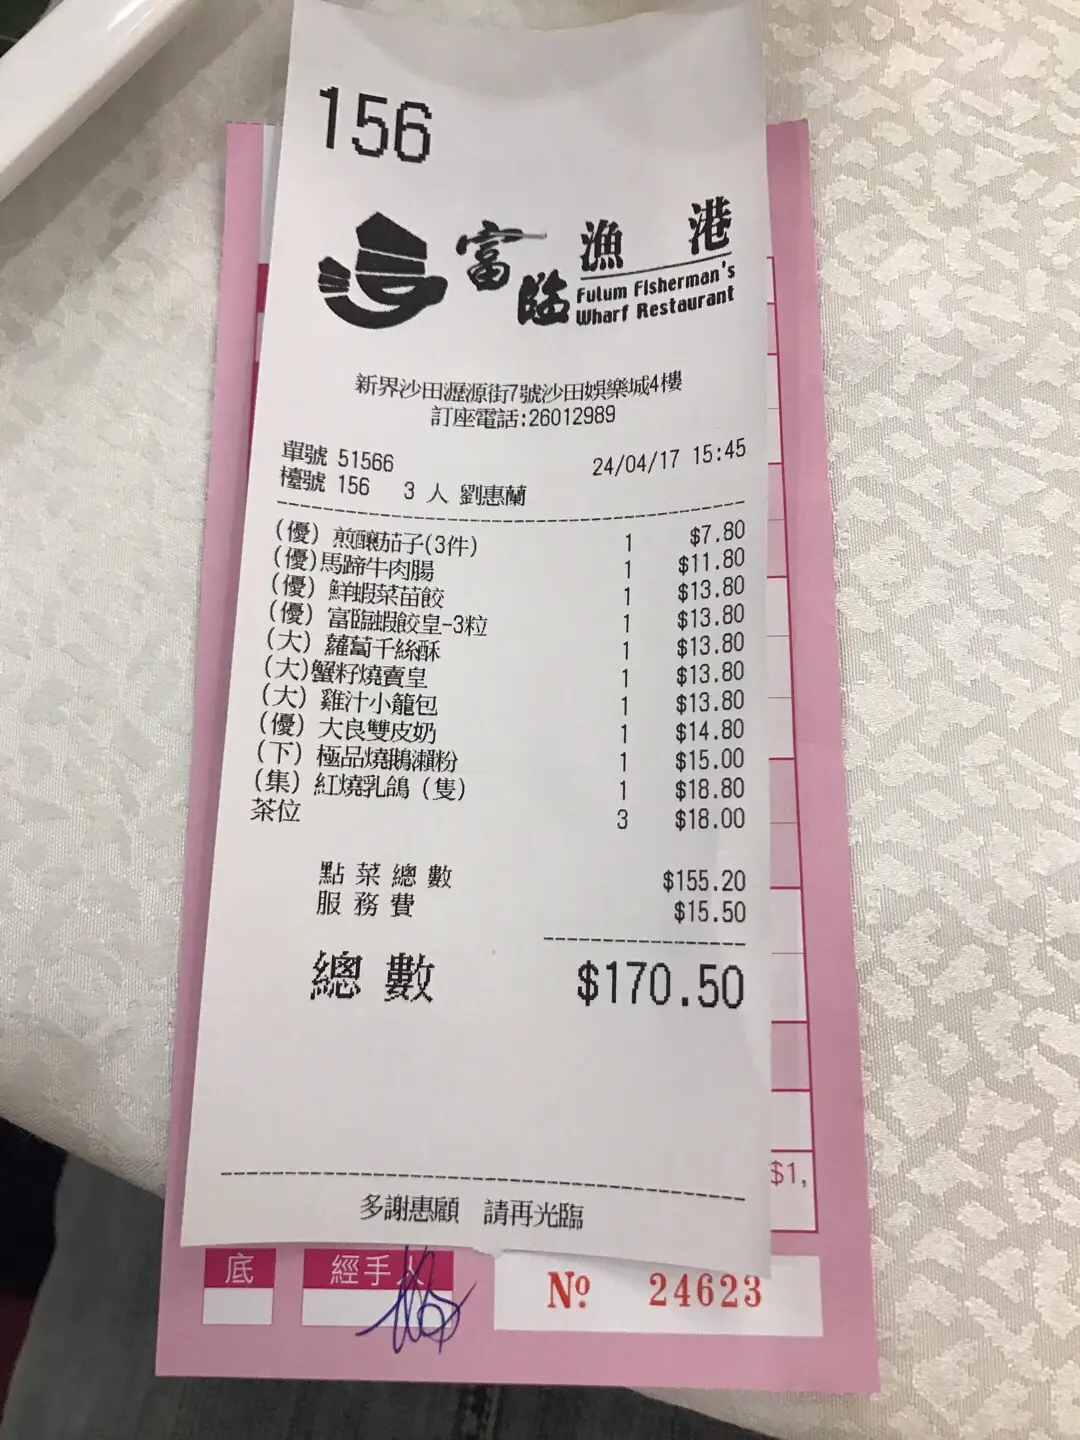 156
富臨漁港
Fulum Fisherman's
Wharf Restaurant
新界沙田瀝源街7號沙田娛樂城4樓
訂座電話:26012989
單號 51566 24/04/17 15:45
檯號 156 3 人 劉惠蘭
(優) 煎釀茄子(3件) 1 $7.80
(優)馬蹄牛肉腸 1 $11.80
(優) 鮮蝦菜苗餃 1 $13.80
(優) 富臨蝦餃皇-3粒 1 $13.80
(大) 蘿蔔千絲酥 1 $13.80
(大)蟹籽燒賣皇 1 $13.80
(大) 雞汁小籠包 1 $13.80
(優) 大良雙皮奶 1 $14.80
(下) 極品燒鵝瀨粉 1 $15.00
(集) 紅燒乳鴿 (隻) 1 $18.80
茶位 3 $18.00
點菜總數 $155.20
服務費 $15.50
總數 $170.50
多謝惠顧 請再光臨
$1,
底 經手人 Nº 24623